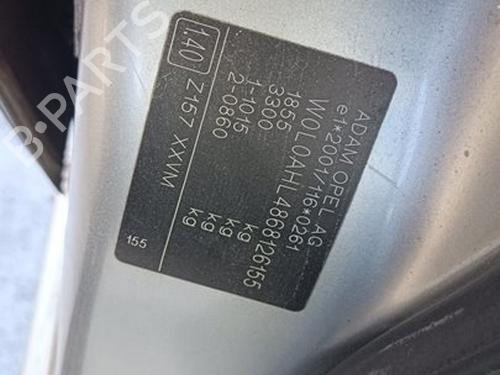 ADAM OPEL AG
e1*2001/116*0261
W0L0AHL4868126155
1855 kg
3300 kg
1-1015 kg
2-0860 kg
1.40 Z157 XXVM
155
B-PARTS